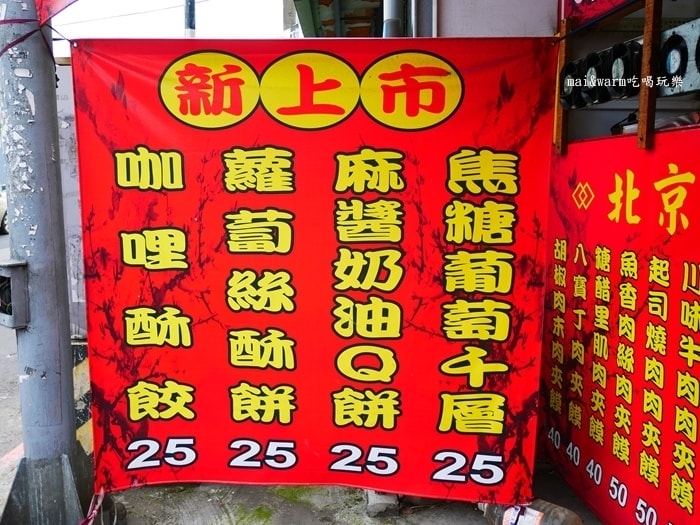 新上市
焦糖葡萄千層
25
麻醬奶油Q餅
25
蘿蔔絲酥餅
25
咖哩酥餃
25
mai&warm吃喝玩樂
北京
川味牛肉
起司燒肉肉夾饃
50
魚香肉絲肉夾饃
50
糖醋里肌肉夾饃
50
八寶丁肉夾饃
40
胡椒肉夾饃
40